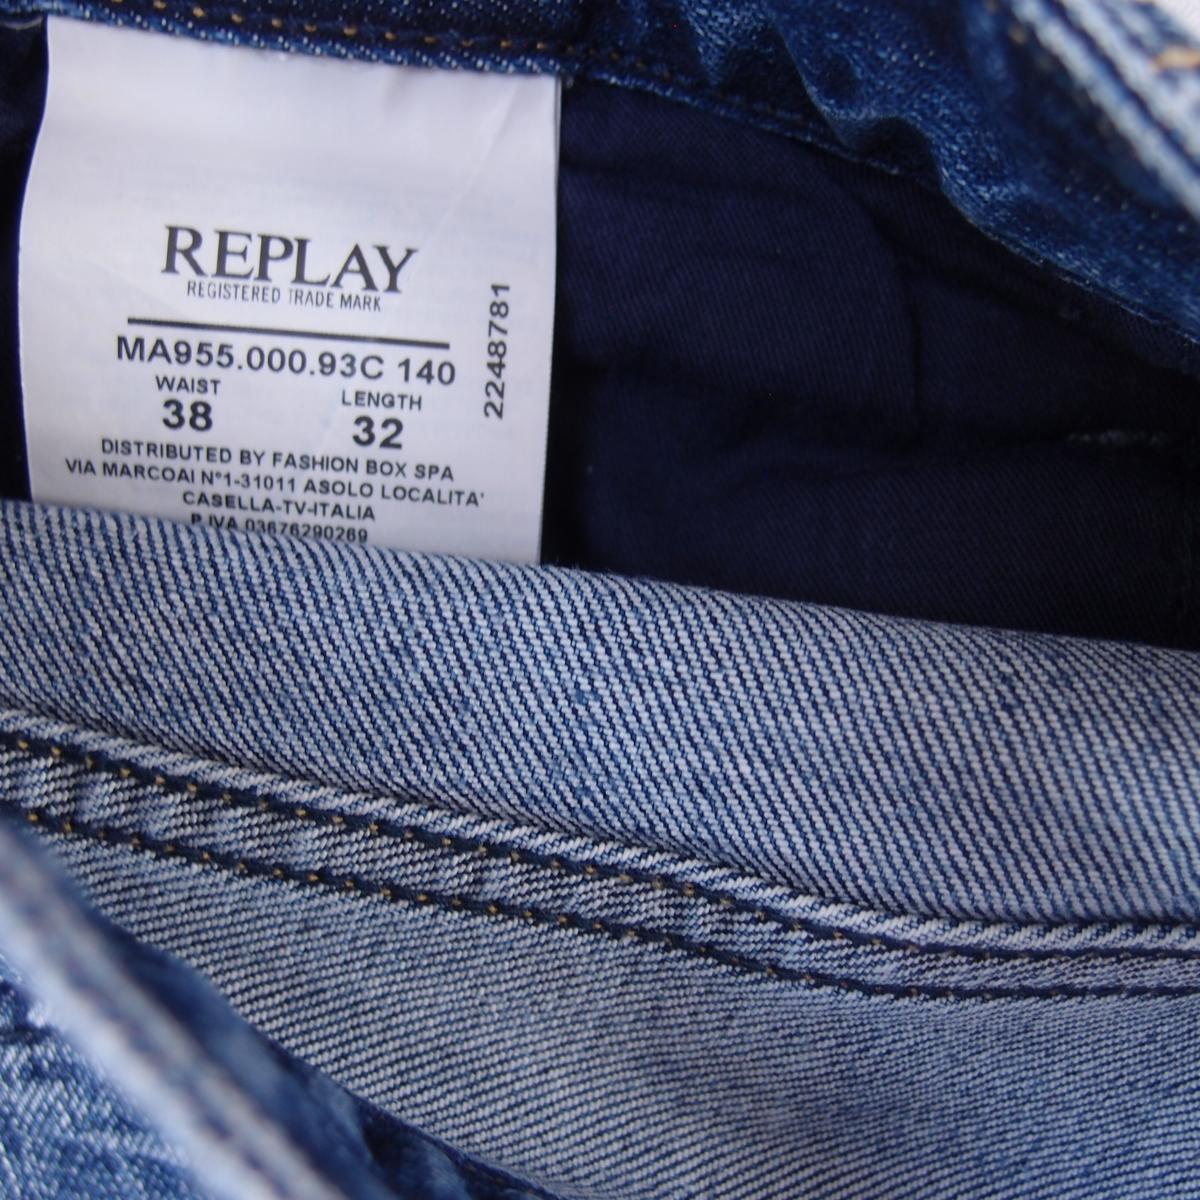 REPLAY
REGISTERED TRADE MARK
MA955.000.93C 140
WAIST LENGTH
38 32
DISTRIBUTED BY FASHION BOX SPA
VIA MARCOAI N°1-31011 ASOLO LOCALITA'
CASELLA-TV-ITALIA
P.IVA 03676290269
2248781